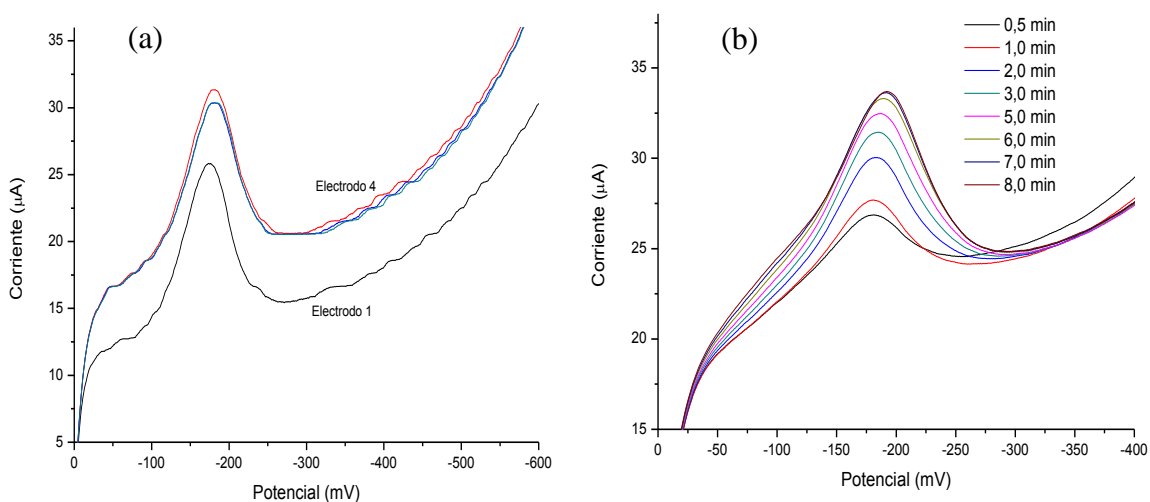 (a)
35
30
25
20
15
10
5
Corriente (μA)
Electrodo 4
Electrodo 1
0
-100
-200
-300
-400
-500
-600
Potencial (mV)
(b)
35
30
25
20
15
Corriente (μA)
0,5 min
1,0 min
2,0 min
3,0 min
5,0 min
6,0 min
7,0 min
8,0 min
0
-50
-100
-150
-200
-250
-300
-350
-400
Potencial (mV)